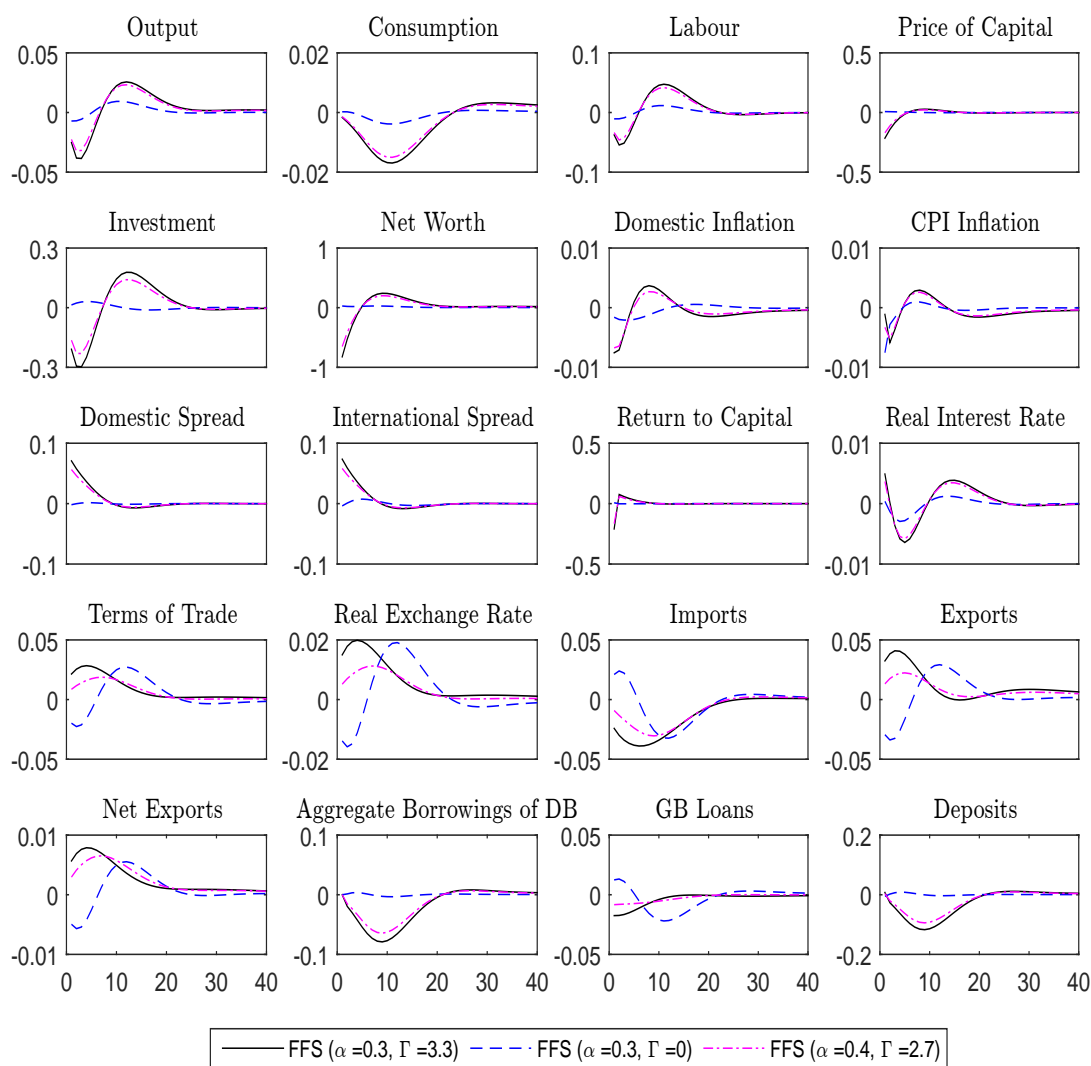 Output Consumption Labour Price of Capital
0.05 0.02 0.1 0.5
0 0 0 0
-0.05 -0.02 -0.1 -0.5
Investment Net Worth Domestic Inflation CPI Inflation
0.3 1 0.01 0.01
0 0 0 0
-0.3 -1 -0.01 -0.01
Domestic Spread International Spread Return to Capital Real Interest Rate
0.1 0.1 0.5 0.01
0 0 0 0
-0.1 -0.1 -0.5 -0.01
Terms of Trade Real Exchange Rate Imports Exports
0.05 0.02 0.05 0.05
0 0 0 0
-0.05 -0.02 -0.05 -0.05
Net Exports Aggregate Borrowings of DB GB Loans Deposits
0.01 0.1 0.05 0.2
0 0 0 0
-0.01 -0.1 -0.05 -0.2
0 10 20 30 40 0 10 20 30 40 0 10 20 30 40 0 10 20 30 40
FFS (α =0.3, Γ =3.3) FFS (α =0.3, Γ =0) FFS (α =0.4, Γ =2.7)